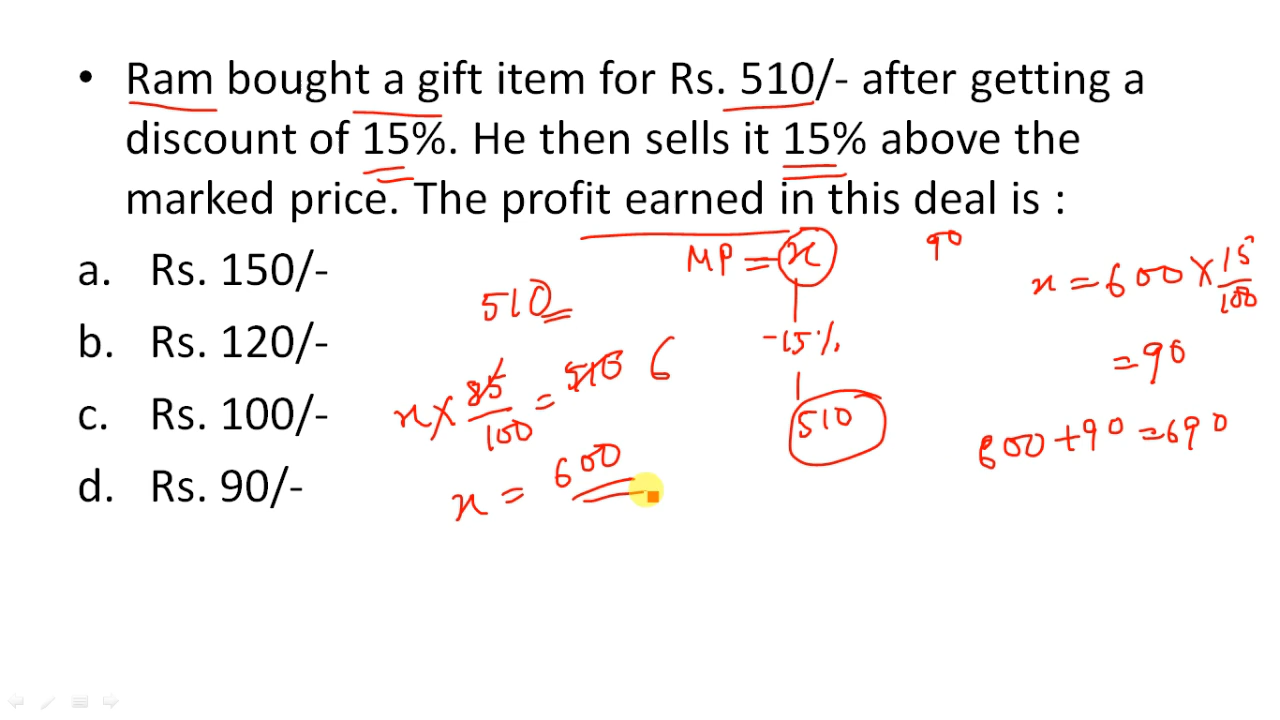 • Ram bought a gift item for Rs. 510/- after getting a
discount of 15%. He then sells it 15% above the
marked price. The profit earned in this deal is :
a. Rs. 150/-
b. Rs. 120/-
c. Rs. 100/-
d. Rs. 90/-
MP = x
-15%
510
90
510
x × 85/100 = 510 6
x = 600
x = 600 × 15/100
= 90
600 + 90 = 690